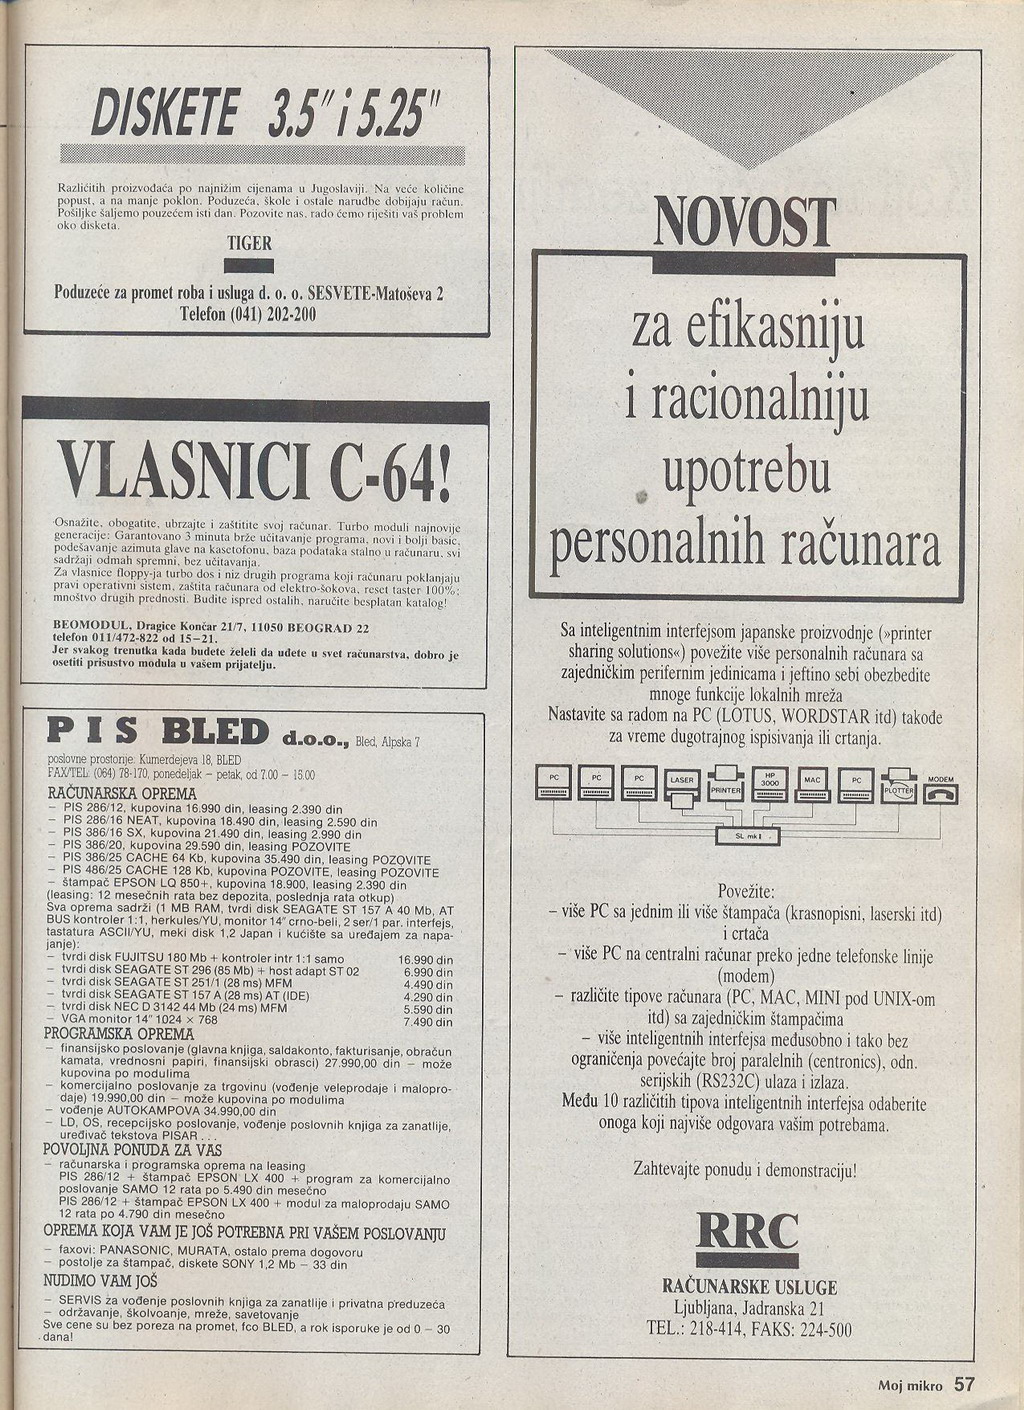 DISKETE 3.5" i 5.25"
Različitih proizvođača po najnižim cijenama u Jugoslaviji. Na veće količine
popust, a na manje poklon. Poduzeća, škole i ostale narudbe dobijaju račun.
Pošiljke šaljemo pouzećem isti dan. Pozovite nas, rado ćemo riješiti vaš problem
oko disketa.
TIGER
Poduzeće za promet roba i usluga d. o. o. SESVETE-Matoševa 2
Telefon (041) 202-200
VLASNICI C-64!
Osnažite, obogatite, ubrzajte i zaštitite svoj računar. Turbo moduli najnovije
generacije: Garantovano 3 minuta brže učitavanje programa, novi i bolji basic,
podešavanje azimuta glave na kasetofonu, baza podataka stalno u računaru, svi
sadržaji odmah spremni, bez učitavanja.
Za vlasnice floppy-ja turbo dos i niz drugih programa koji računaru poklanjaju
pravi operativni sistem, zaštita računara od elektro-šokova, reset taster 100%;
mnoštvo drugih prednosti. Budite ispred ostalih, naručite besplatan katalog!
BEOMODUL, Dragice Končar 21/7, 11050 BEOGRAD 22
telefon 011/472-822 od 15–21.
Jer svakog trenutka kada budete želeli da uđete u svet računarstva, dobro je
osetiti prisustvo modula u vašem prijatelju.
PIS BLED d.o.o., Bled, Alpska 7
poslovne prostorije: Kumerdejeva 18, BLED
FAX/TEL: (064) 78-170, ponedeljak – petak, od 7.00 – 15.00
RAČUNARSKA OPREMA
– PIS 286/12, kupovina 16.990 din, leasing 2.390 din
– PIS 286/16 NEAT, kupovina 18.490 din, leasing 2.590 din
– PIS 386/16 SX, kupovina 21.490 din, leasing 2.990 din
– PIS 386/20, kupovina 29.590 din, leasing POZOVITE
– PIS 386/25 CACHE 64 Kb, kupovina 35.490 din, leasing POZOVITE
– PIS 486/25 CACHE 128 Kb, kupovina POZOVITE, leasing POZOVITE
– štampač EPSON LQ 850+, kupovina 18.900, leasing 2.390 din
(leasing: 12 mesečnih rata bez depozita, poslednja rata otkup)
Sva oprema sadrži (1 MB RAM, tvrdi disk SEAGATE ST 157 A 40 Mb, AT
BUS kontroler 1:1, herkules/YU, monitor 14" crno-beli, 2 ser/1 par. interfejs,
tastatura ASCII/YU, meki disk 1,2 Japan i kućište sa uređajem za napa-
janje):
– tvrdi disk FUJITSU 180 Mb + kontroler intr 1:1 samo 16.990 din
– tvrdi disk SEAGATE ST 296 (85 Mb) + host adapt ST 02 6.990 din
– tvrdi disk SEAGATE ST 251/1 (28 ms) MFM 4.490 din
– tvrdi disk SEAGATE ST 157 A (28 ms) AT (IDE) 4.290 din
– tvrdi disk NEC D 3142 44 Mb (24 ms) MFM 5.590 din
– VGA monitor 14" 1024 × 768 7.490 din
PROGRAMSKA OPREMA
– finansijsko poslovanje (glavna knjiga, saldakonto, fakturisanje, obračun
kamata, vrednosni papiri, finansijski obrasci) 27.990,00 din – može
kupovina po modulima
– komercijalno poslovanje za trgovinu (vođenje veleprodaje i malopro-
daje) 19.990,00 din – može kupovina po modulima
– vođenje AUTOKAMPOVA 34.990,00 din
– LD, OS, recepcijsko poslovanje, vođenje poslovnih knjiga za zanatlije,
uređivač tekstova PISAR . . .
POVOLJNA PONUDA ZA VAS
– računarska i programska oprema na leasing
PIS 286/12 + štampač EPSON LX 400 + program za komercijalno
poslovanje SAMO 12 rata po 5.490 din mesečno
PIS 286/12 + štampač EPSON LX 400 + modul za maloprodaju SAMO
12 rata po 4.790 din mesečno
OPREMA KOJA VAM JE JOŠ POTREBNA PRI VAŠEM POSLOVANJU
– faxovi: PANASONIC, MURATA, ostalo prema dogovoru
– postolje za štampač, diskete SONY 1,2 Mb – 33 din
NUDIMO VAM JOŠ
– SERVIS za vođenje poslovnih knjiga za zanatlije i privatna preduzeća
– održavanje, školvoanje, mreže, savetovanje
Sve cene su bez poreza na promet, fco BLED, a rok isporuke je od 0 – 30
dana!
NOVOST
za efikasniju
i racionalniju
upotrebu
personalnih računara
Sa inteligentnim interfejsom japanske proizvodnje (»printer
sharing solutions«) povežite više personalnih računara sa
zajedničkim perifernim jedinicama i jeftino sebi obezbedite
mnoge funkcije lokalnih mreža
Nastavite sa radom na PC (LOTUS, WORDSTAR itd) takođe
za vreme dugotrajnog ispisivanja ili crtanja.
PC PC PC LASER PRINTER HP 3000 MAC PC PLOTTER MODEM
SL mkI
Povežite:
– više PC sa jednim ili više štampača (krasnopisni, laserski itd)
i crtača
– više PC na centralni računar preko jedne telefonske linije
(modem)
– različite tipove računara (PC, MAC, MINI pod UNIX-om
itd) sa zajedničkim štampačima
– više inteligentnih interfejsa međusobno i tako bez
ograničenja povećajte broj paralelnih (centronics), odn.
serijskih (RS232C) ulaza i izlaza.
Među 10 različitih tipova inteligentnih interfejsa odaberite
onoga koji najviše odgovara vašim potrebama.
Zahtevajte ponudu i demonstraciju!
RRC
RAČUNARSKE USLUGE
Ljubljana, Jadranska 21
TEL.: 218-414, FAKS: 224-500
Moj mikro 57